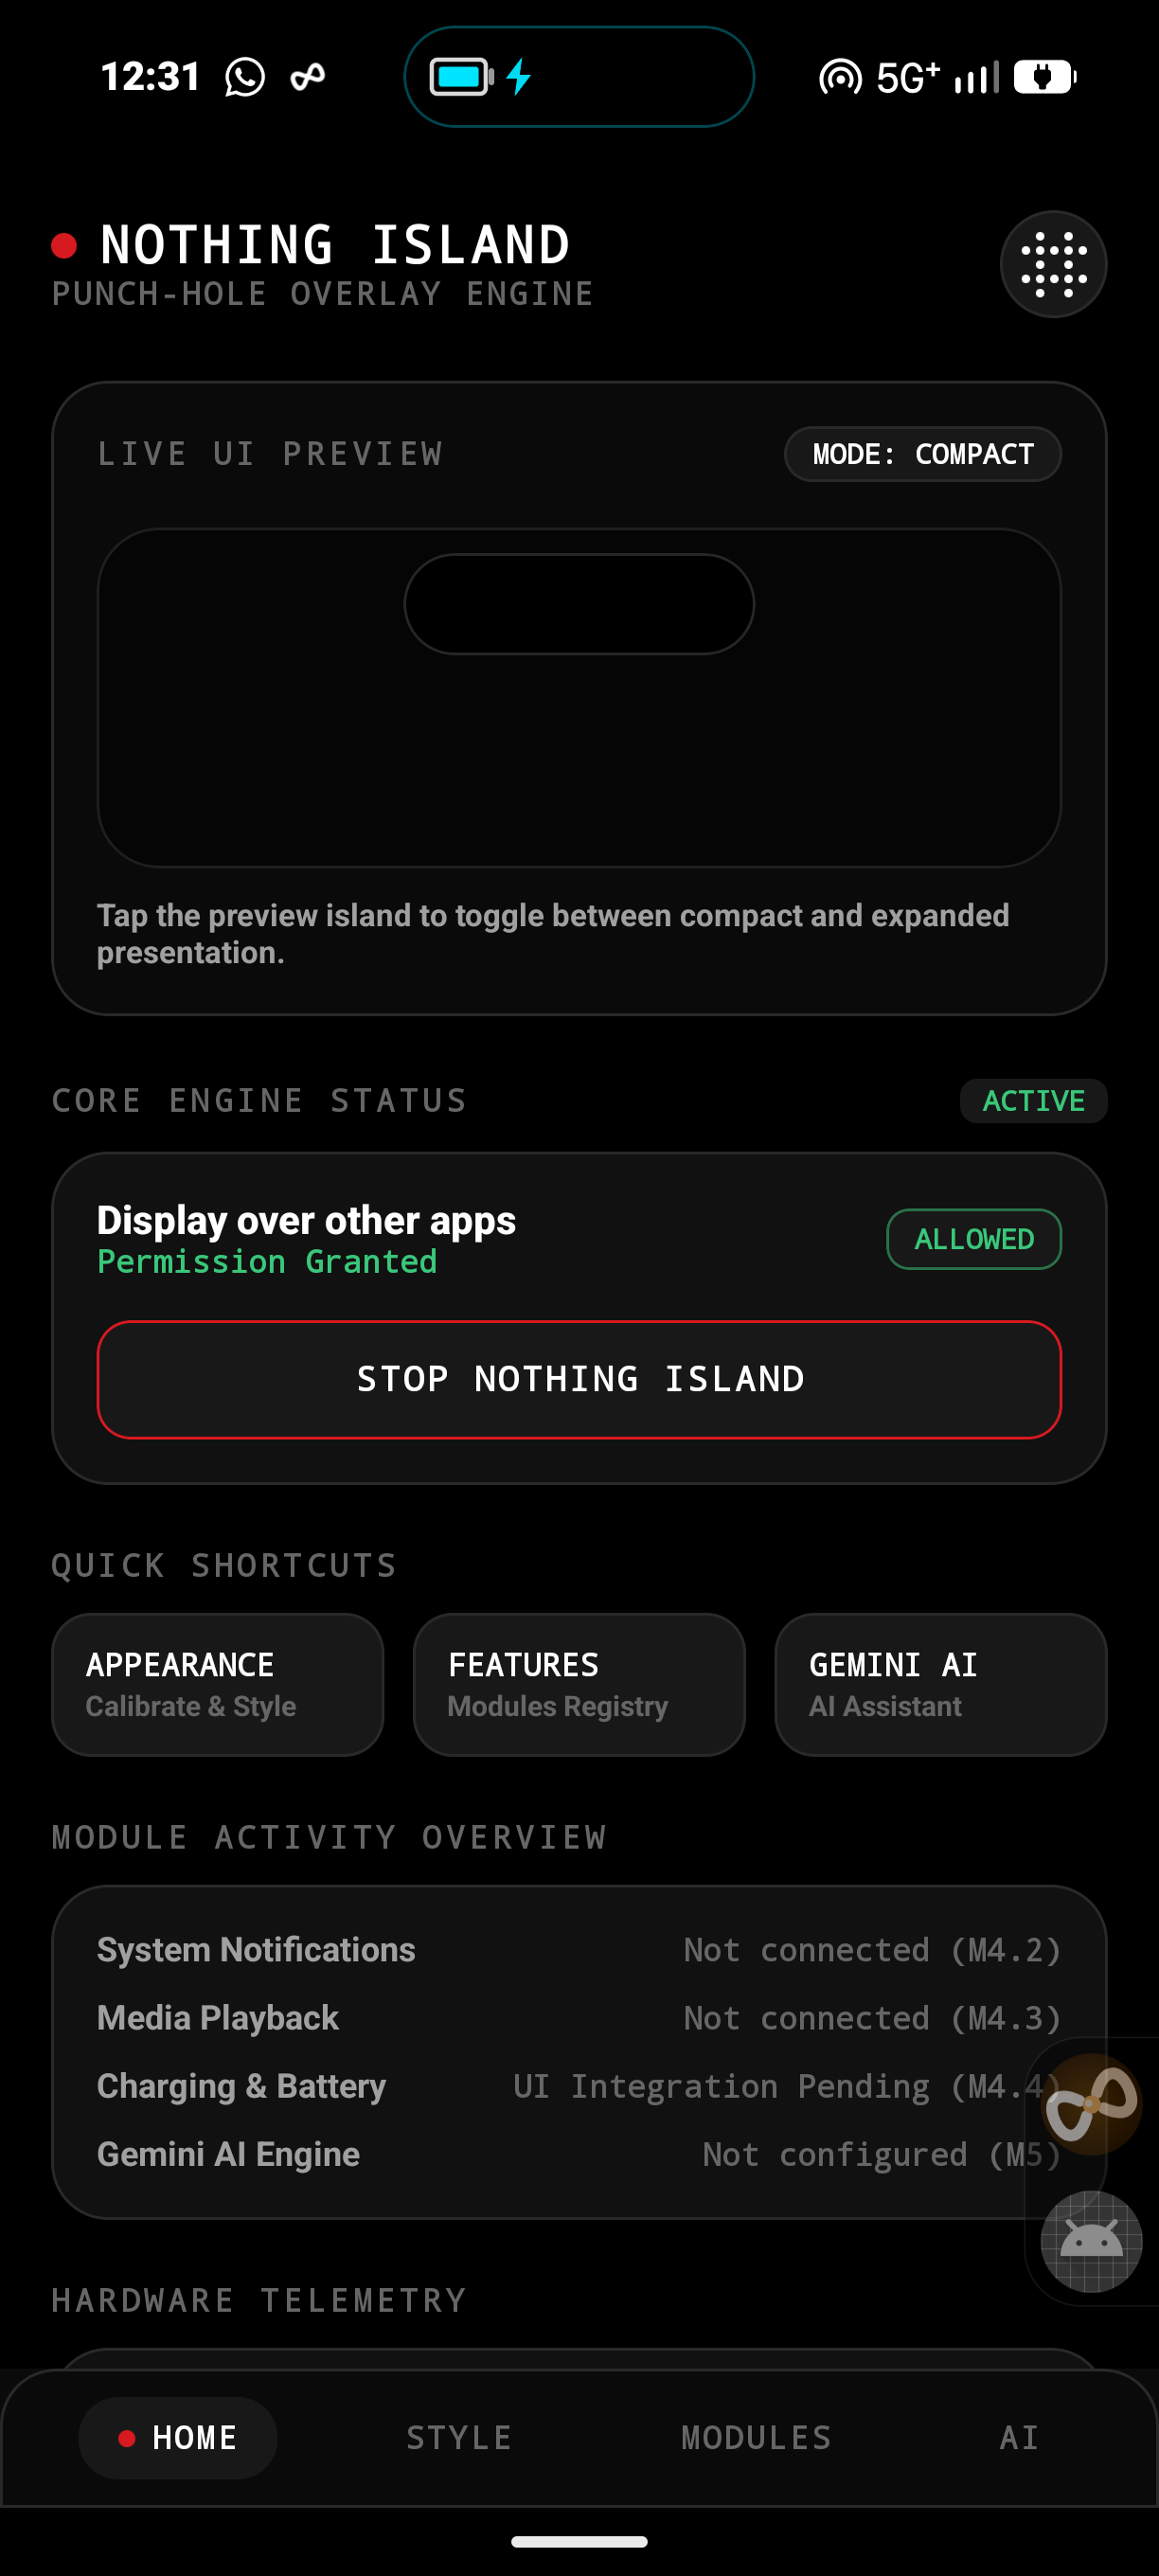 12:31
5G+
NOTHING ISLAND
PUNCH-HOLE OVERLAY ENGINE
LIVE UI PREVIEW
MODE: COMPACT
Tap the preview island to toggle between compact and expanded
presentation.
CORE ENGINE STATUS
ACTIVE
Display over other apps
Permission Granted
ALLOWED
STOP NOTHING ISLAND
QUICK SHORTCUTS
APPEARANCE
Calibrate & Style
FEATURES
Modules Registry
GEMINI AI
AI Assistant
MODULE ACTIVITY OVERVIEW
System Notifications
Not connected (M4.2)
Media Playback
Not connected (M4.3)
Charging & Battery
UI Integration Pending (M4.4)
Gemini AI Engine
Not configured (M5)
HARDWARE TELEMETRY
HOME
STYLE
MODULES
AI